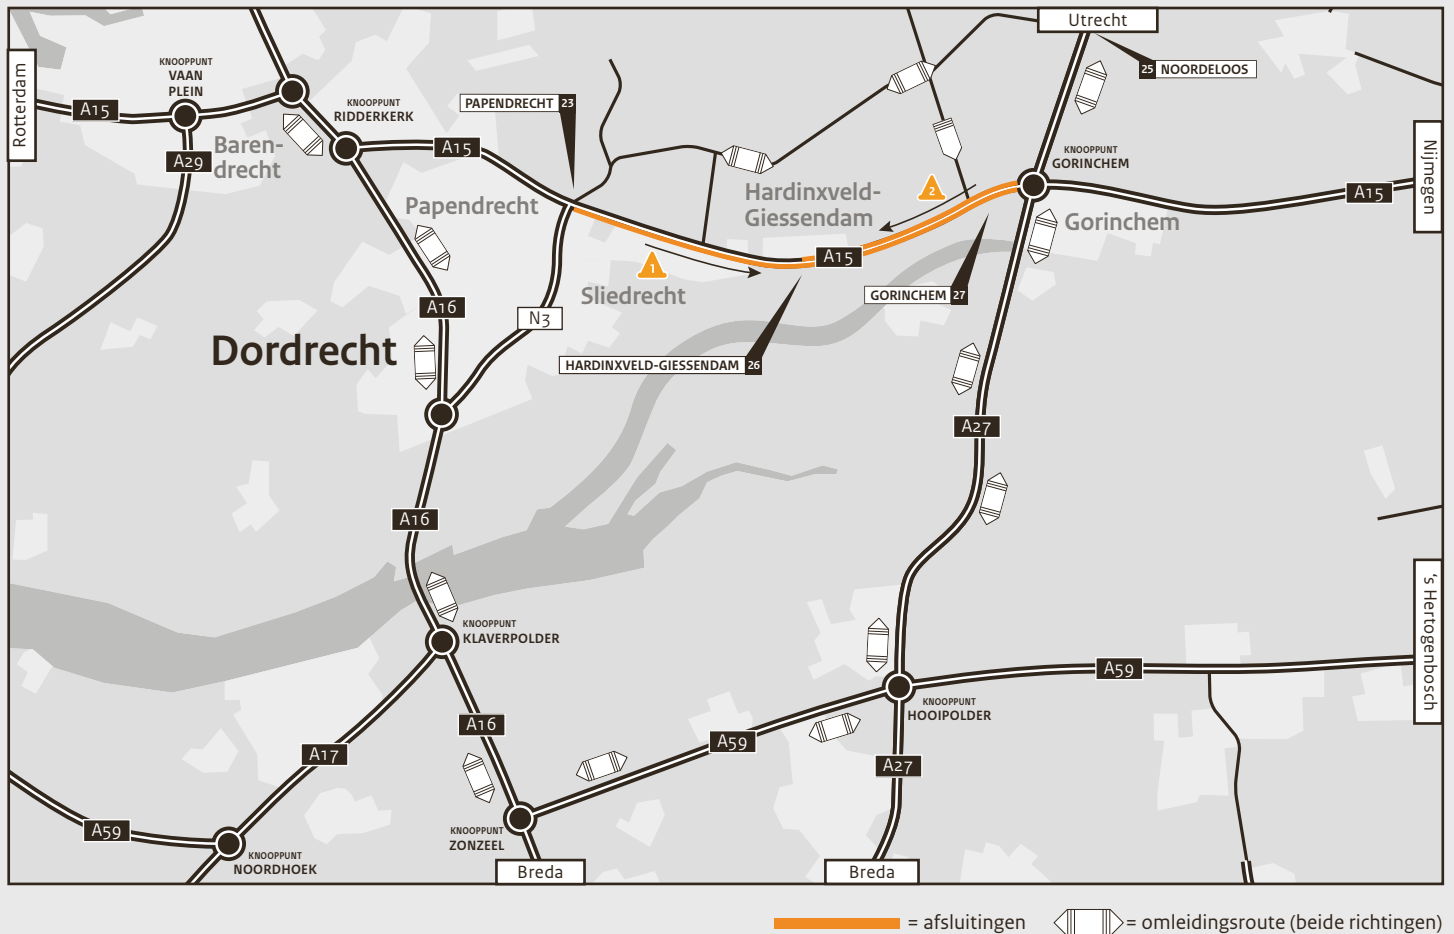 Utrecht
KNOOPPUNT
VAAN
PLEIN
Rotterdam
25 NOORDELOOS
A15
KNOOPPUNT
RIDDERKERK
PAPENDRECHT 23
Nijmegen
A29
Baren-
drecht
A15
KNOOPPUNT
GORINCHEM
Papendrecht
Hardinxveld-
Giessendam
2
A15
Gorinchem
A15
1
Sliedrecht
GORINCHEM 27
A16
N3
Dordrecht
HARDINXVELD-GIESSENDAM 26
A27
A16
's Hertogenbosch
KNOOPPUNT
KLAVERPOLDER
A59
KNOOPPUNT
HOOIPOLDER
A16
A59
A17
A27
A59
KNOOPPUNT
ZONZEEL
KNOOPPUNT
NOORDHOEK
Breda
Breda
= afsluitingen
= omleidingsroute (beide richtingen)